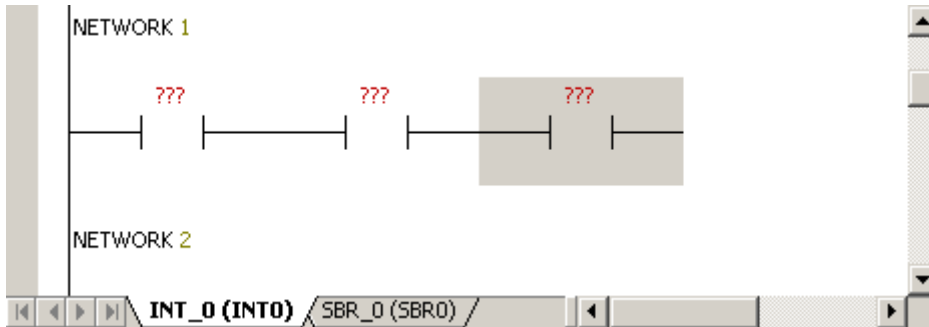 NETWORK 1
??? ??? ???
NETWORK 2
INT_0 (INT0) SBR_0 (SBR0)